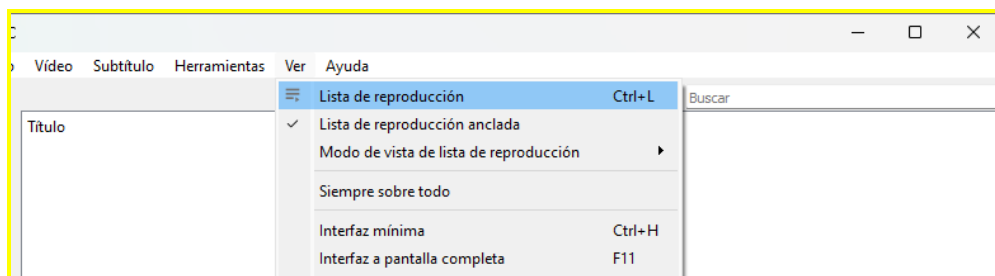 C
Vídeo Subtítulo Herramientas Ver Ayuda
Lista de reproducción Ctrl+L
Buscar
Título
Lista de reproducción anclada
Modo de vista de lista de reproducción
Siempre sobre todo
Interfaz mínima Ctrl+H
Interfaz a pantalla completa F11